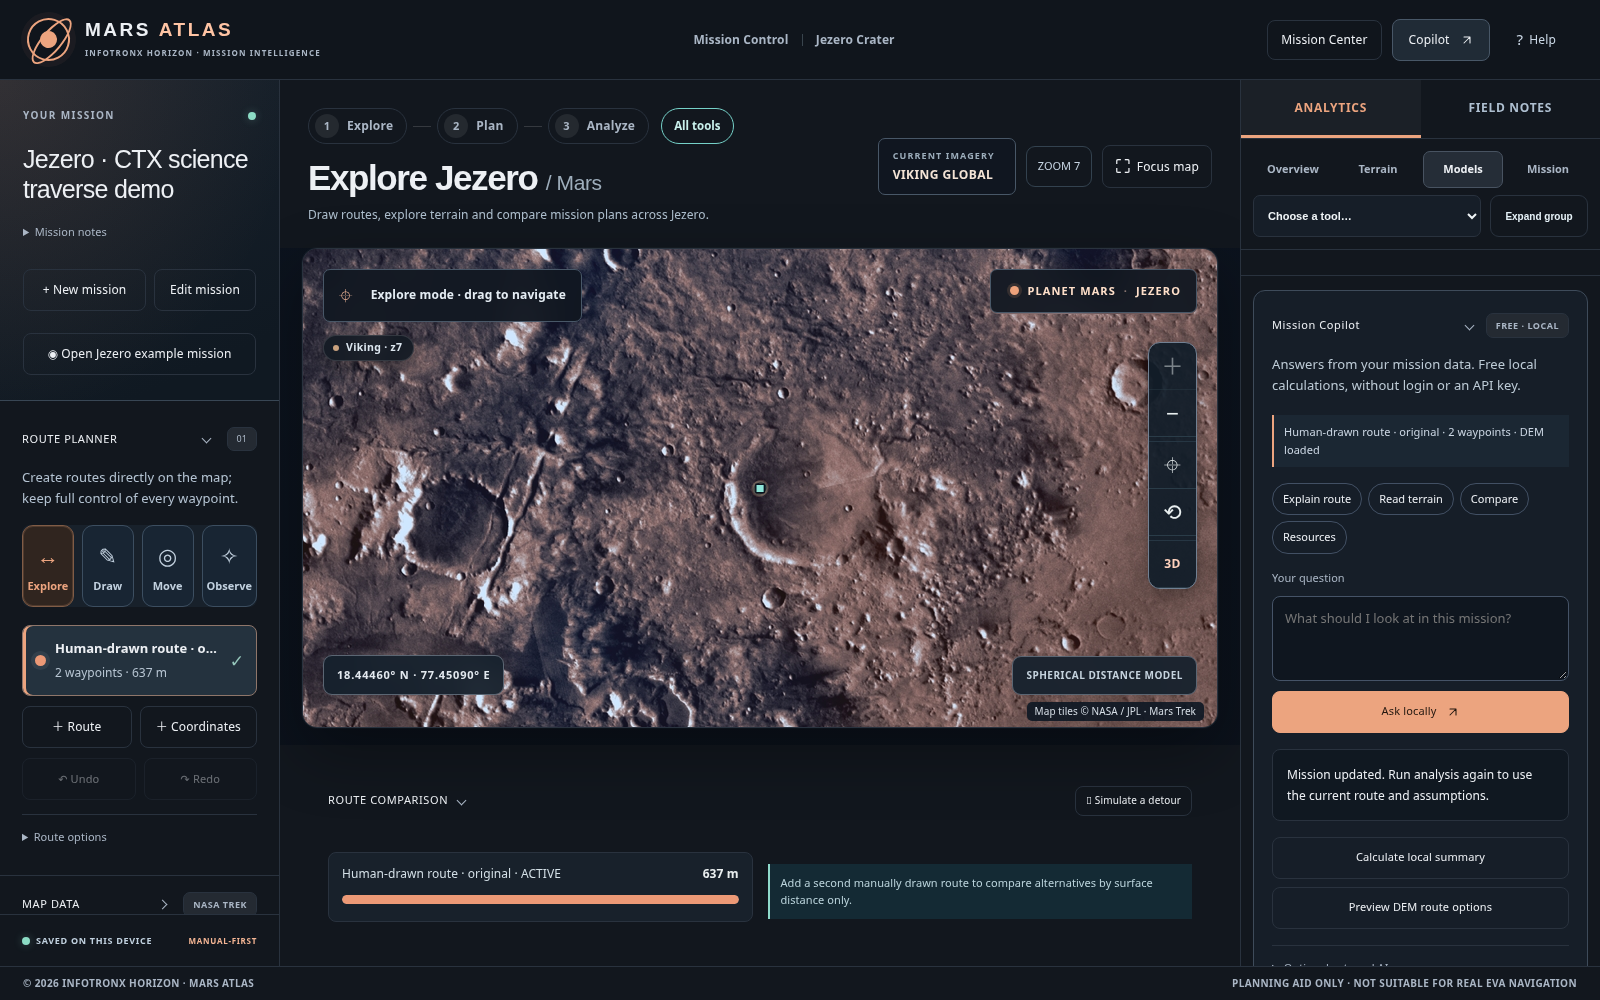 MARS ATLAS
INFOTRONX HORIZON · MISSION INTELLIGENCE
Mission Control | Jezero Crater
Mission Center
Copilot ↗
? Help
YOUR MISSION
Jezero · CTX science
traverse demo
▶ Mission notes
+ New mission
Edit mission
◉ Open Jezero example mission
ROUTE PLANNER
01
Create routes directly on the map;
keep full control of every waypoint.
↔ Explore
✎ Draw
◎ Move
✧ Observe
Human-drawn route · o...
2 waypoints · 637 m
✓
+ Route
+ Coordinates
↶ Undo
↷ Redo
▶ Route options
MAP DATA
NASA TREK
SAVED ON THIS DEVICE
MANUAL-FIRST
1 Explore
2 Plan
3 Analyze
All tools
Explore Jezero / Mars
Draw routes, explore terrain and compare mission plans across Jezero.
CURRENT IMAGERY
VIKING GLOBAL
ZOOM 7
Focus map
Explore mode · drag to navigate
Viking · z7
PLANET MARS · JEZERO
+
−
⟲
3D
18.44460° N · 77.45090° E
SPHERICAL DISTANCE MODEL
Map tiles © NASA / JPL · Mars Trek
ROUTE COMPARISON
Simulate a detour
Human-drawn route · original · ACTIVE
637 m
Add a second manually drawn route to compare alternatives by surface
distance only.
ANALYTICS
FIELD NOTES
Overview
Terrain
Models
Mission
Choose a tool...
Expand group
Mission Copilot
FREE · LOCAL
Answers from your mission data. Free local
calculations, without login or an API key.
Human-drawn route · original · 2 waypoints · DEM
loaded
Explain route
Read terrain
Compare
Resources
Your question
What should I look at in this mission?
Ask locally ↗
Mission updated. Run analysis again to use
the current route and assumptions.
Calculate local summary
Preview DEM route options
© 2026 INFOTRONX HORIZON · MARS ATLAS
PLANNING AID ONLY · NOT SUITABLE FOR REAL EVA NAVIGATION